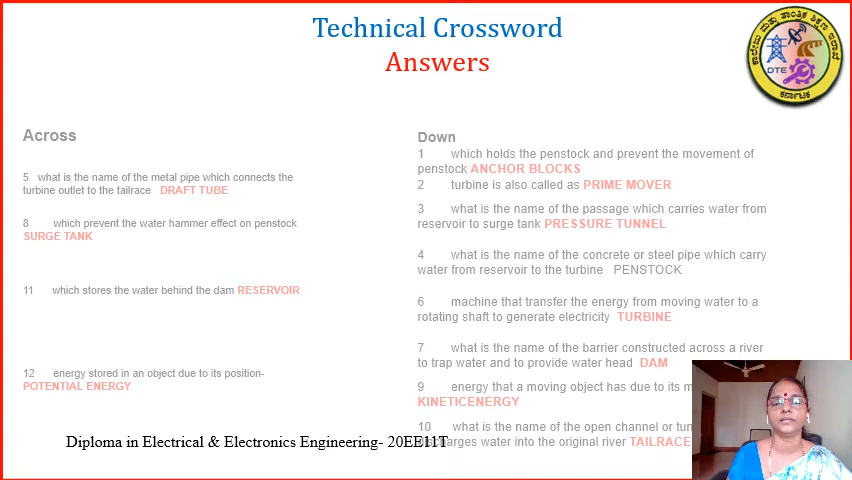 Technical Crossword
Answers
ಕಾಲೇಜು ಮತ್ತು ತಾಂತ್ರಿಕ ಶಿಕ್ಷಣ ಇಲಾಖೆ
DTE
ಕರ್ನಾಟಕ
Across
5 what is the name of the metal pipe which connects the
turbine outlet to the tailrace DRAFT TUBE
8 which prevent the water hammer effect on penstock
SURGE TANK
11 which stores the water behind the dam RESERVOIR
12 energy stored in an object due to its position-
POTENTIAL ENERGY
Down
1 which holds the penstock and prevent the movement of
penstock ANCHOR BLOCKS
2 turbine is also called as PRIME MOVER
3 what is the name of the passage which carries water from
reservoir to surge tank PRESSURE TUNNEL
4 what is the name of the concrete or steel pipe which carry
water from reservoir to the turbine PENSTOCK
6 machine that transfer the energy from moving water to a
rotating shaft to generate electricity TURBINE
7 what is the name of the barrier constructed across a river
to trap water and to provide water head DAM
9 energy that a moving object has due to its
KINETICENERGY
10 what is the name of the open channel or
discharges water into the original river TAILRACE
Diploma in Electrical & Electronics Engineering- 20EE11T